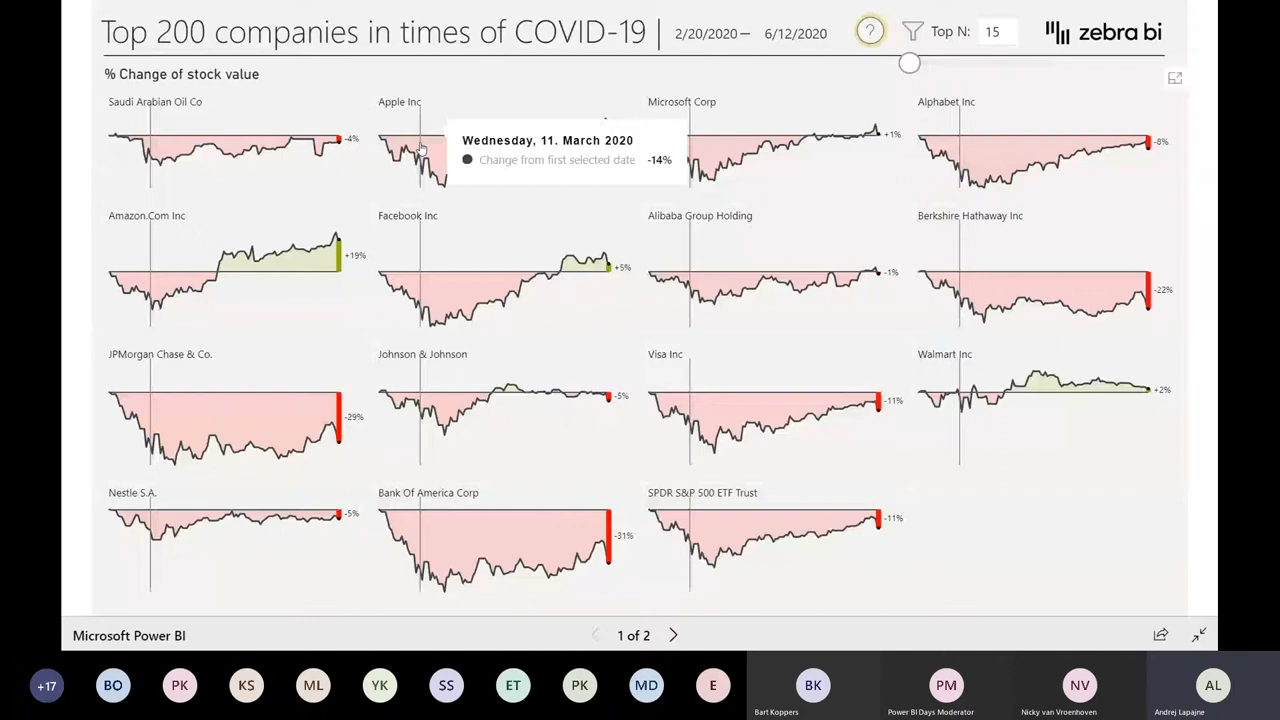 Top 200 companies in times of COVID-19
2/20/2020 – 6/12/2020
?
Top N: 15
zebra bi
% Change of stock value
Saudi Arabian Oil Co
Apple Inc
Microsoft Corp
Alphabet Inc
-4%
Wednesday, 11. March 2020
Change from first selected date -14%
+1%
-8%
Amazon.Com Inc
Facebook Inc
Alibaba Group Holding
Berkshire Hathaway Inc
+19%
+5%
-1%
-22%
JPMorgan Chase & Co.
Johnson & Johnson
Visa Inc
Walmart Inc
-29%
-5%
-11%
+2%
Nestle S.A.
Bank Of America Corp
SPDR S&P 500 ETF Trust
-5%
-31%
-11%
Microsoft Power BI
1 of 2
+17
BO
PK
KS
ML
YK
SS
ET
PK
MD
E
BK
PM
NV
AL
Bart Koppers
Power BI Days Moderator
Nicky van Vroenhoven
Andrej Lapajne